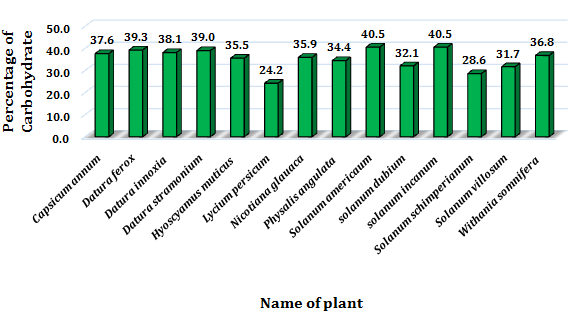 Percentage of
Carbohydrate
50.0
40.0
30.0
20.0
10.0
0.0
37.6 39.3 38.1 39.0 35.5 24.2 35.9 34.4 40.5 32.1 40.5 28.6 31.7 36.8
Capsicum annum
Datura ferox
Datura innoxia
Datura stramonium
Hyoscyamus muticus
Lycium persicum
Nicotiana glauaca
Physalis angulata
Solanum americaum
solanum dubium
solanum incanum
Solanum schimperianum
Solanum villosum
Withania somnifera
Name of plant